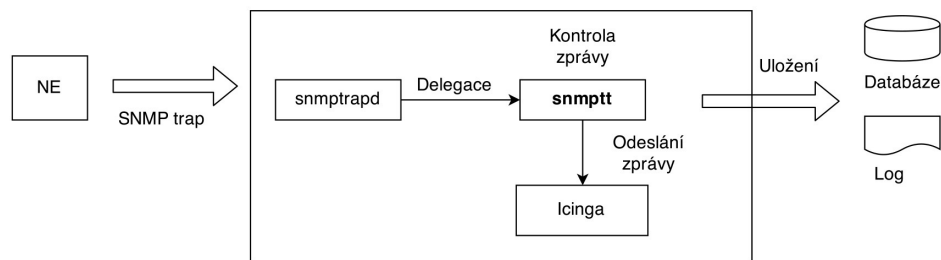 NE
SNMP trap
snmptrapd
Delegace
Kontrola
zprávy
snmptt
Odeslání
zprávy
Icinga
Uložení
Databáze
Log